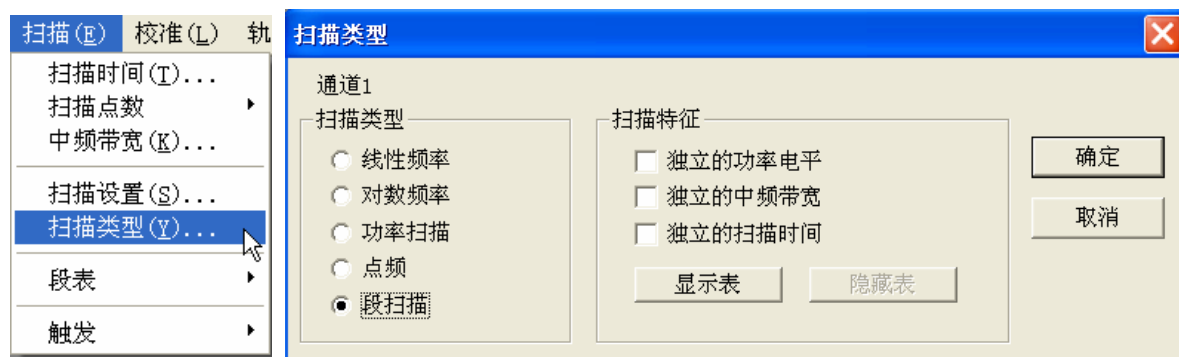 扫描(E) 校准(L) 轨
扫描时间(T)...
扫描点数
中频带宽(K)...
扫描设置(S)...
扫描类型(Y)...
段表
触发
扫描类型
通道1
扫描类型
线性频率
对数频率
功率扫描
点频
段扫描
扫描特征
独立的功率电平
独立的中频带宽
独立的扫描时间
显示表 隐藏表
确定
取消